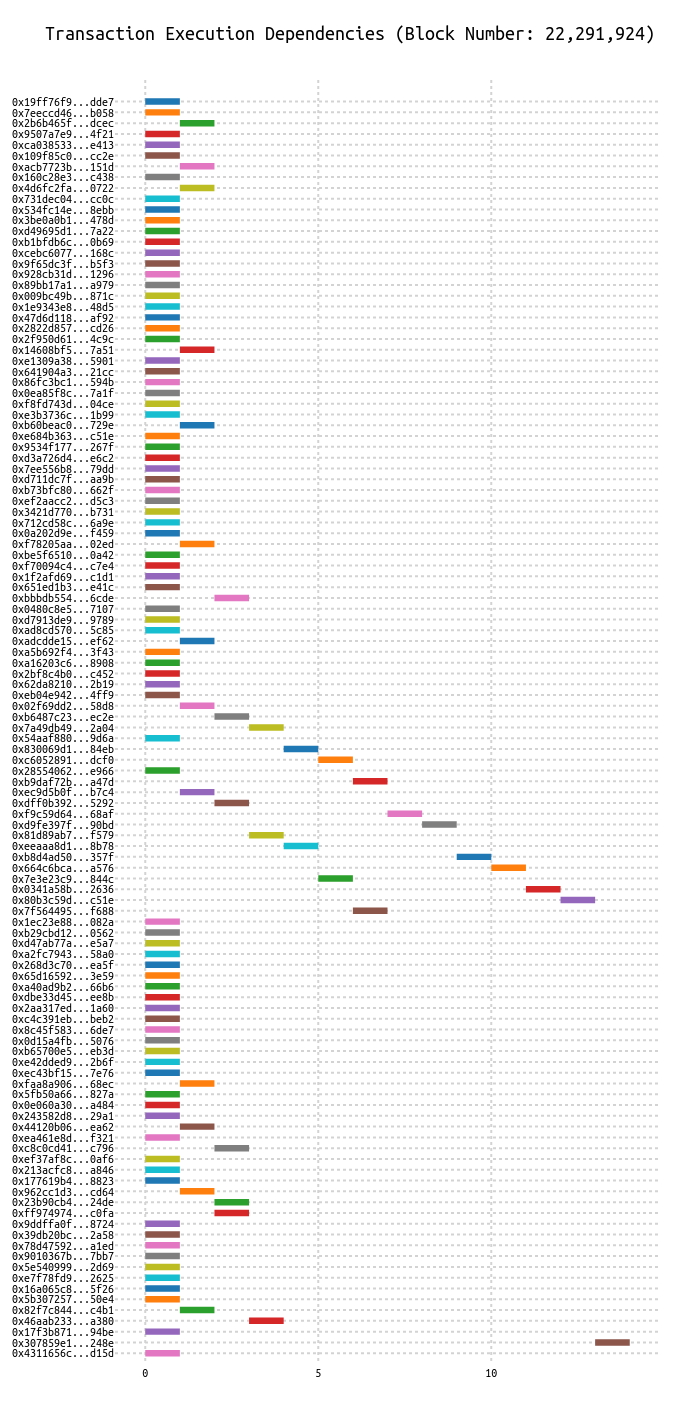 Transaction Execution Dependencies (Block Number: 22,291,924)
0x19ff76f9...dde7
0x7eeccd46...b058
0x2b6b465f...dcec
0x9507a7e9...4f21
0xca038533...e413
0x109f85c0...cc2e
0xacb7723b...151d
0x160c28e3...c438
0x4d6fc2fa...0722
0x731dec04...cc0c
0x534fc14e...8ebb
0x3be0a0b1...478d
0xd49695d1...7a22
0xb1bfdb6c...0b69
0xcebc6077...168c
0x9f65dc3f...b5f3
0x928cb31d...1296
0x89bb17a1...a979
0x009bc49b...871c
0x1e9343e8...48d5
0x47d6d118...af92
0x2822d857...cd26
0x2f950d61...4c9c
0x14608bf5...7a51
0xe1309a38...5901
0x641904a3...21cc
0x86fc3bc1...594b
0x0ea85f8c...7a1f
0xf8fd743d...04ce
0xe3b3736c...1b99
0xb60beac0...729e
0xe684b363...c51e
0x9534f177...267f
0xd3a726d4...e6c2
0x7ee556b8...79dd
0xd711dc7f...aa9b
0xb73bfc80...662f
0xef2aacc2...d5c3
0x3421d770...b731
0x712cd58c...6a9e
0x0a202d9e...f459
0xf78205aa...02ed
0xbe5f6510...0a42
0xf70094c4...c7e4
0x1f2afd69...c1d1
0x651ed1b3...e41c
0xbbbdb554...6cde
0x0480c8e5...7107
0xd7913de9...9789
0xad8cd570...5c85
0xadcdde15...ef62
0xa5b692f4...3f43
0xa16203c6...8908
0x2bf8c4b0...c452
0x62da8210...2b19
0xeb04e942...4ff9
0x02f69dd2...58d8
0xb6487c23...ec2e
0x7a49db49...2a04
0x54aaf880...9d6a
0x830069d1...84eb
0xc6052891...dcf0
0x28554062...e966
0xb9daf72b...a47d
0xec9d5b0f...b7c4
0xdff0b392...5292
0xf9c59d64...68af
0xd9fe397f...90bd
0x81d89ab7...f579
0xeeaaa8d1...8b78
0xb8d4ad50...357f
0x664c6bca...a576
0x7e3e23c9...844c
0x0341a58b...2636
0x80b3c59d...c51e
0x7f564495...f688
0x1ec23e88...082a
0xb29cbd12...0562
0xd47ab77a...e5a7
0xa2fc7943...58a0
0x268d3c70...ea5f
0x65d16592...3e59
0xa40ad9b2...66b6
0xdbe33d45...ee8b
0x2aa317ed...1a60
0xc4c391eb...beb2
0x8c45f583...6de7
0x0d15a4fb...5076
0xb65700e5...eb3d
0xe42dded9...2b6f
0xec43bf15...7e76
0xfaa8a906...68ec
0x5fb50a66...827a
0x0e060a30...a484
0x243582d8...29a1
0x44120b06...ea62
0xea461e8d...f321
0xc8c0cd41...c796
0xef37af8c...0af6
0x213acfc8...a846
0x177619b4...8823
0x962cc1d3...cd64
0x23b90cb4...24de
0xff974974...c0fa
0x9ddffa0f...8724
0x39db20bc...2a58
0x78d47592...a1ed
0x9010367b...7bb7
0x5e540999...2d69
0xe7f78fd9...2625
0x16a065c8...5f26
0x5b307257...50e4
0x82f7c844...c4b1
0x46aab233...a380
0x17f3b871...94be
0x307859e1...248e
0x4311656c...d15d
0 5 10